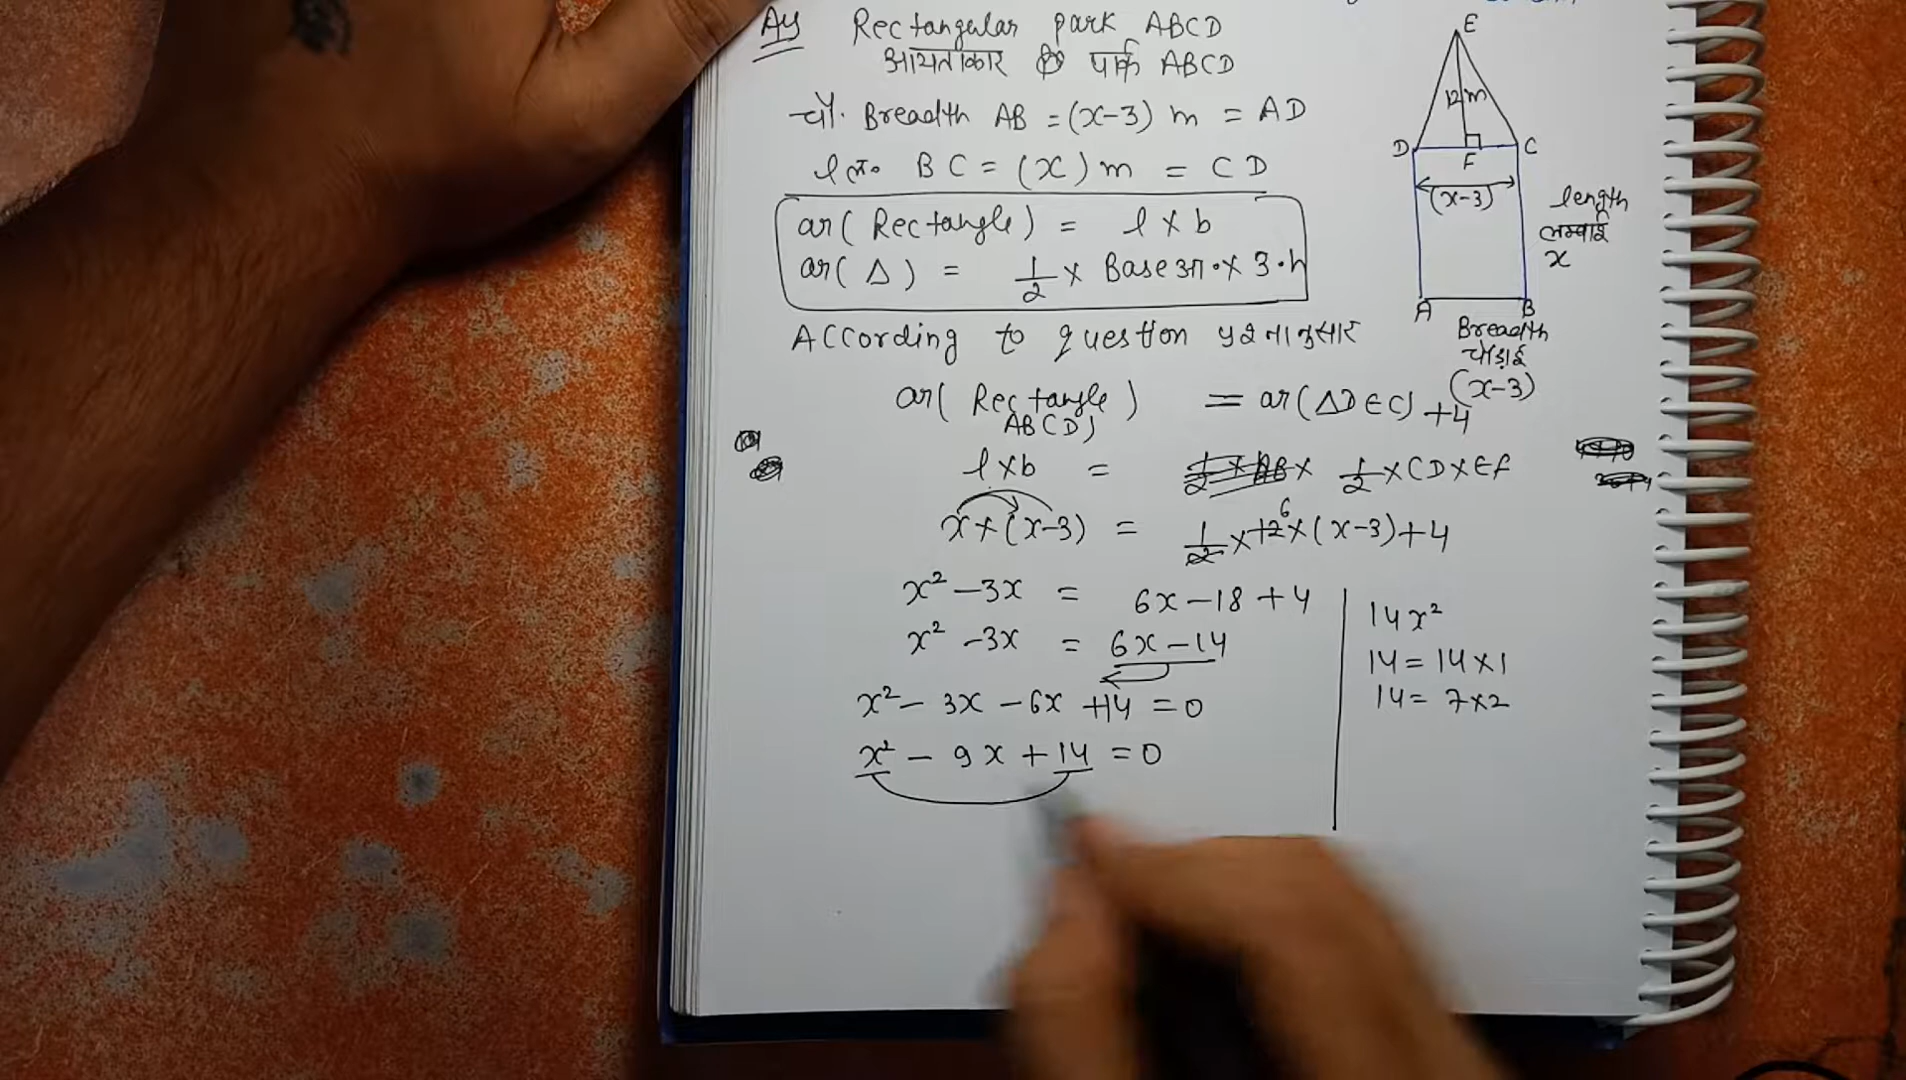 Rectangular park ABCD
आयताकार पार्क ABCD
चौ. Breadth AB = (x-3) m = AD
ल०. BC = (x) m = CD
ar( Rectangle ) = l × b
ar( Δ ) = 1/2 × Base आ. × उ.h
According to question प्रश्नानुसार
ar( Rectangle ABCD ) = ar(ΔDEC) + 4
l × b = 1/2 × CD × EF
x × (x-3) = 1/2 × 12 6 × (x-3) + 4
x² - 3x = 6x - 18 + 4
x² - 3x = 6x - 14
x² - 3x - 6x + 14 = 0
x² - 9x + 14 = 0
14x²
14 = 14 × 1
14 = 7 × 2
E
12 m
D F C
(x-3)
length
लम्बाई
x
A B
Breadth
चौड़ाई
(x-3)